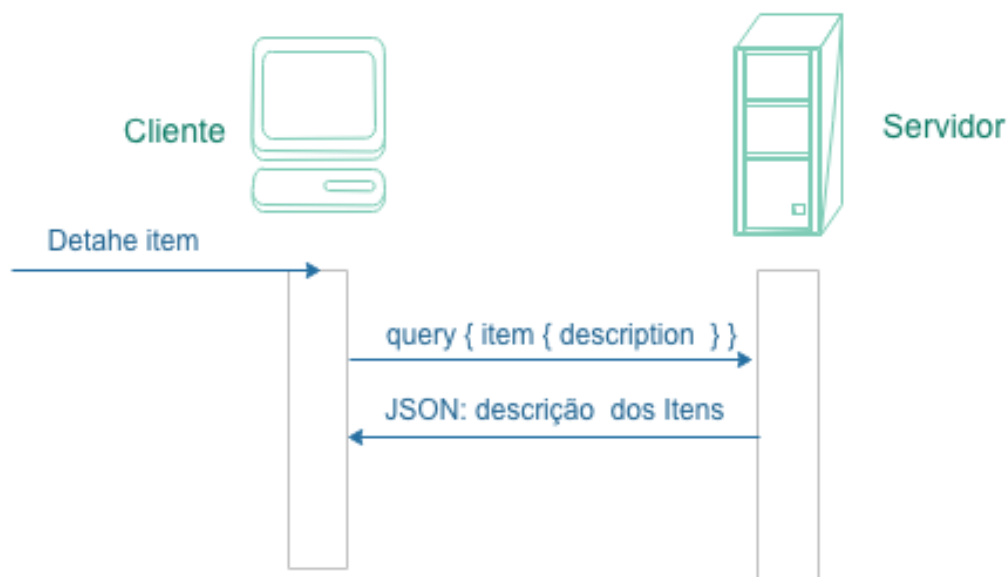 Cliente
Servidor
Detahe item
query { item { description  } }
JSON: descrição  dos Itens